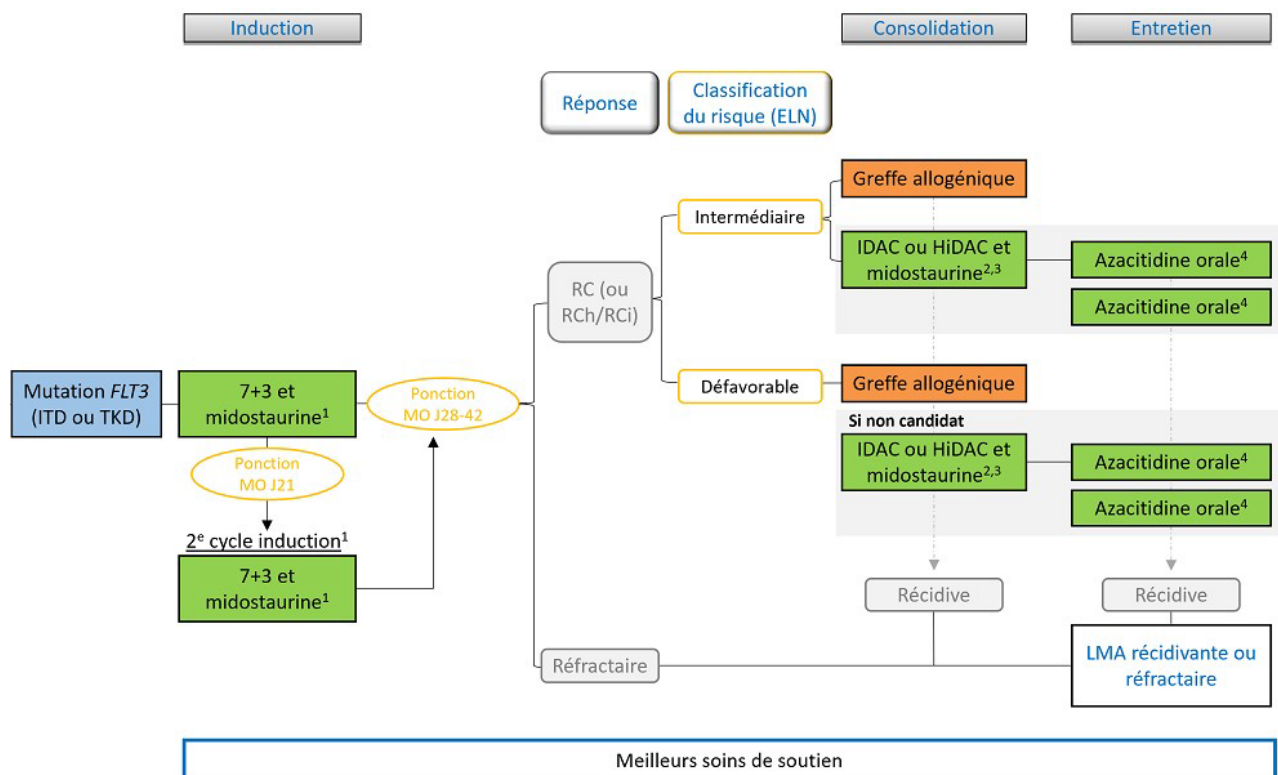 Induction
Consolidation
Entretien
Réponse
Classification
du risque (ELN)
Greffe allogénique
Intermédiaire
IDAC ou HiDAC et
midostaurine2,3
Azacitidine orale4
Azacitidine orale4
RC (ou
RCh/RCi)
Mutation FLT3
(ITD ou TKD)
7+3 et
midostaurine1
Ponction
MO J28-42
Défavorable
Greffe allogénique
Si non candidat
IDAC ou HiDAC et
midostaurine2,3
Azacitidine orale4
Azacitidine orale4
Ponction
MO J21
2e cycle induction1
7+3 et
midostaurine1
Récidive
Récidive
Réfractaire
LMA récidivante ou
réfractaire
Meilleurs soins de soutien